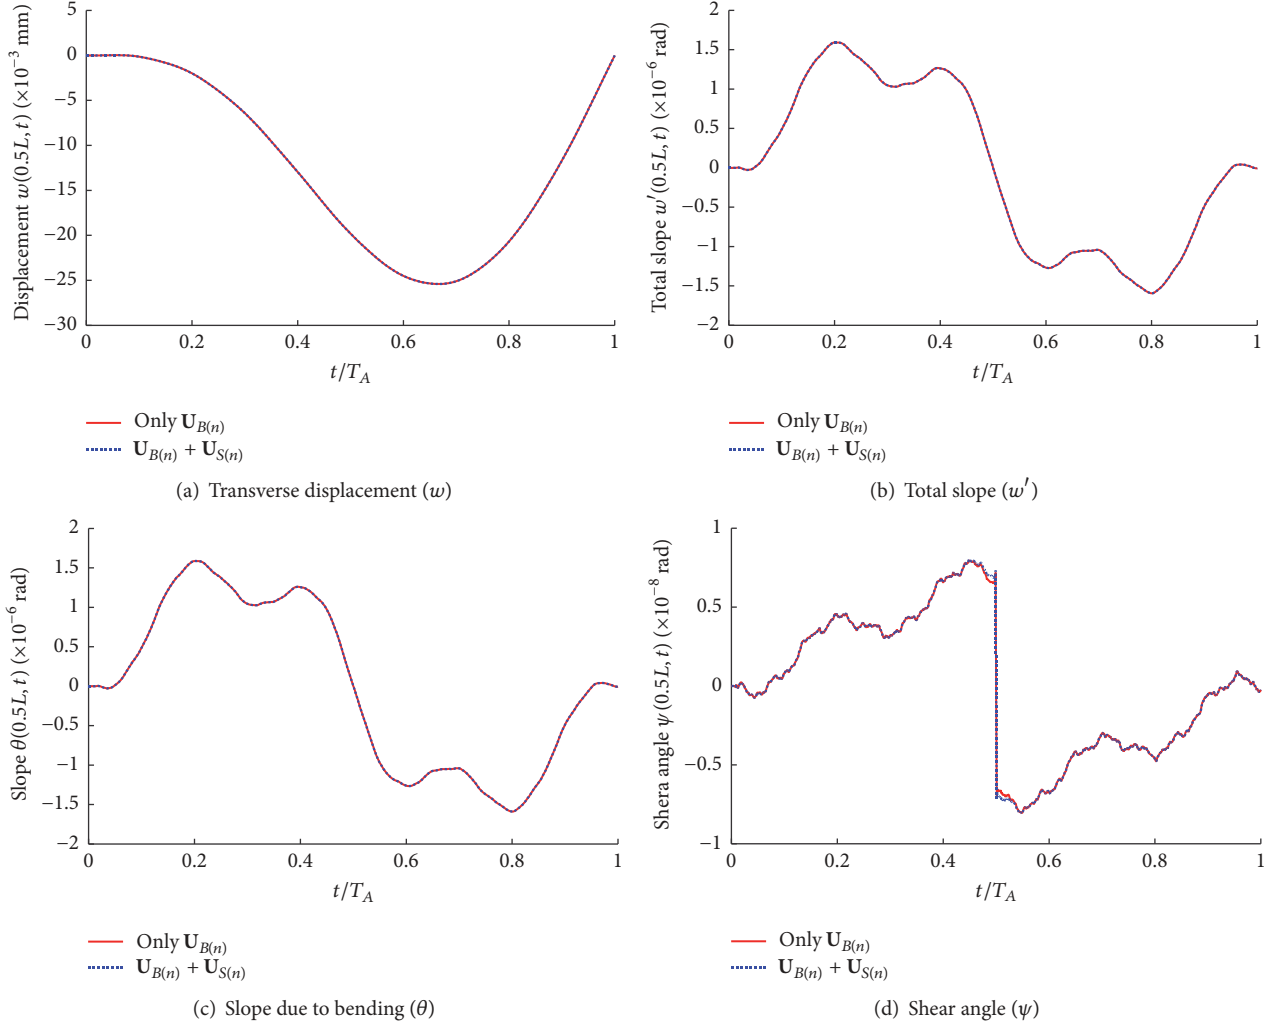 5
0
−5
−10
−15
−20
−25
−30
Displacement w(0.5L, t) (×10⁻³ mm)
0 0.2 0.4 0.6 0.8 1
t/T_A
Only U_B(n)
U_B(n) + U_S(n)
(a) Transverse displacement (w)
2
1.5
1
0.5
0
−0.5
−1
−1.5
−2
Total slope w′(0.5L, t) (×10⁻⁶ rad)
0 0.2 0.4 0.6 0.8 1
t/T_A
Only U_B(n)
U_B(n) + U_S(n)
(b) Total slope (w′)
2
1.5
1
0.5
0
−0.5
−1
−1.5
−2
Slope θ(0.5L, t) (×10⁻⁶ rad)
0 0.2 0.4 0.6 0.8 1
t/T_A
Only U_B(n)
U_B(n) + U_S(n)
(c) Slope due to bending (θ)
1
0.5
0
−0.5
−1
Shera angle ψ(0.5L, t) (×10⁻⁸ rad)
0 0.2 0.4 0.6 0.8 1
t/T_A
Only U_B(n)
U_B(n) + U_S(n)
(d) Shear angle (ψ)